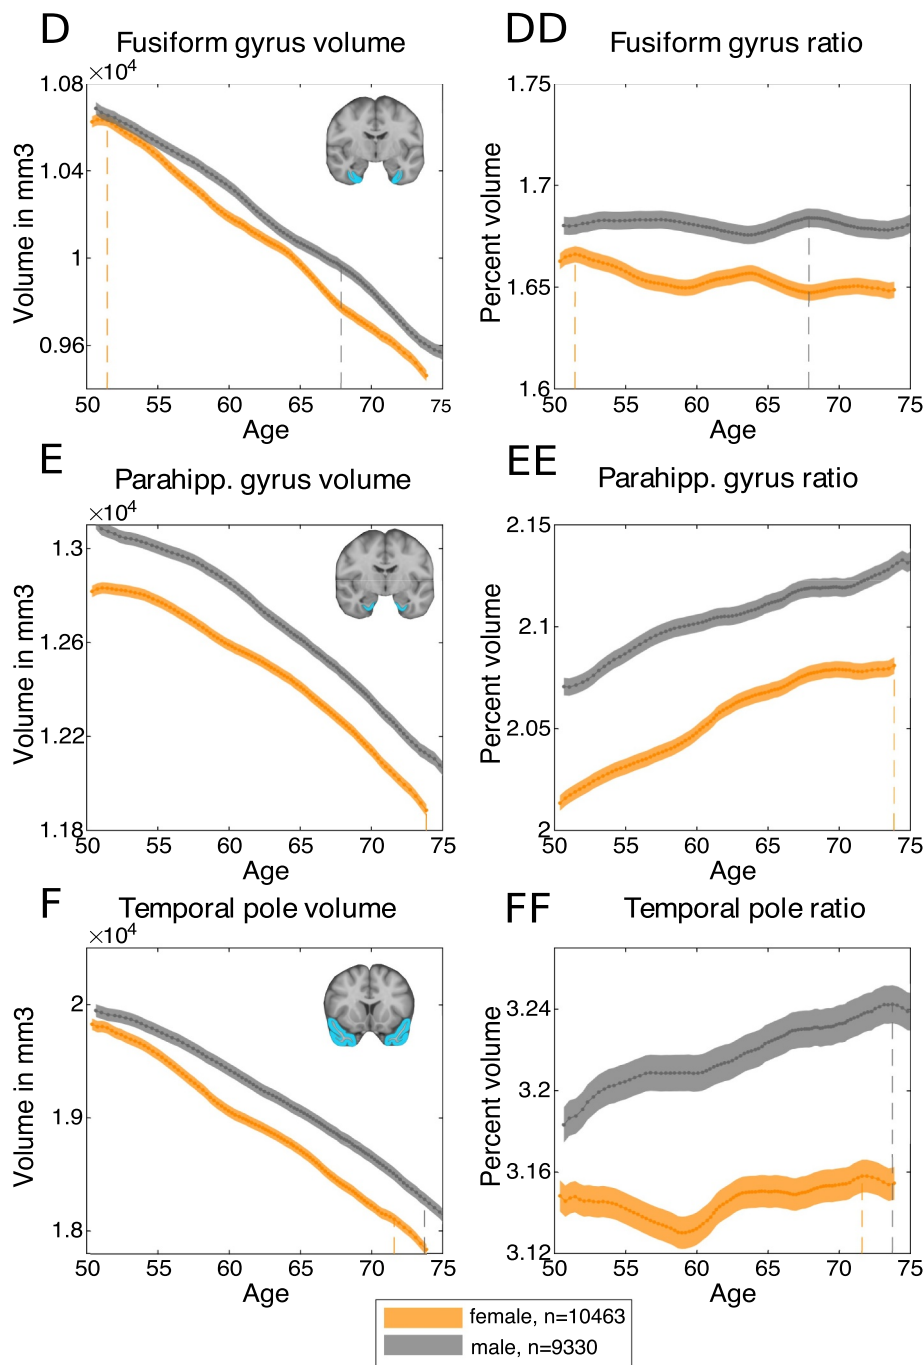 D
Fusiform gyrus volume
×10⁴
1.08
1.04
1
0.96
Volume in mm3
50 55 60 65 70 75
Age
DD
Fusiform gyrus ratio
1.75
1.7
1.65
1.6
Percent volume
50 55 60 65 70 75
Age
E
Parahipp. gyrus volume
×10⁴
1.3
1.26
1.22
1.18
Volume in mm3
50 55 60 65 70 75
Age
EE
Parahipp. gyrus ratio
2.15
2.1
2.05
2
Percent volume
50 55 60 65 70 75
Age
F
Temporal pole volume
×10⁴
2
1.9
1.8
Volume in mm3
50 55 60 65 70 75
Age
FF
Temporal pole ratio
3.24
3.2
3.16
3.12
Percent volume
50 55 60 65 70 75
Age
female, n=10463
male, n=9330